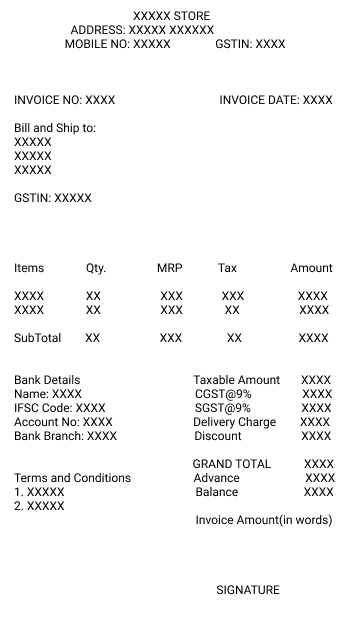 XXXXX STORE
ADDRESS: XXXXX XXXXXX
MOBILE NO: XXXXX GSTIN: XXXX
INVOICE NO: XXXX INVOICE DATE: XXXX
Bill and Ship to:
XXXXX
XXXXX
XXXXX
GSTIN: XXXXX
Items Qty. MRP Tax Amount
XXXX XX XXX XXX XXXX
XXXX XX XXX XX XXXX
SubTotal XX XXX XX XXXX
Bank Details Taxable Amount XXXX
Name: XXXX CGST@9% XXXX
IFSC Code: XXXX SGST@9% XXXX
Account No: XXXX Delivery Charge XXXX
Bank Branch: XXXX Discount XXXX
GRAND TOTAL XXXX
Terms and Conditions Advance XXXX
1. XXXXX Balance XXXX
2. XXXXX
Invoice Amount(in words)
SIGNATURE